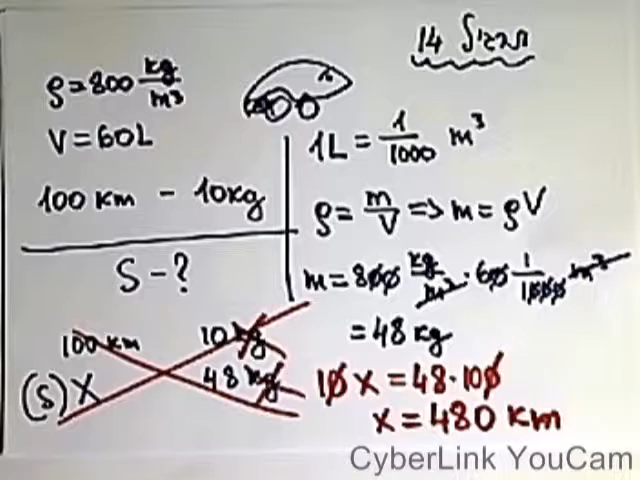 14
ρ = 800 kg/m³
V = 60L
100 km - 10kg
S - ?
1L = 1/1000 m³
ρ = m/V => m = ρV
m = 800 kg/m³ · 60 1/1000 m³
= 48 kg
100 km 10 kg
(S) X 48 kg
10 x = 48 · 100
x = 480 km
CyberLink YouCam